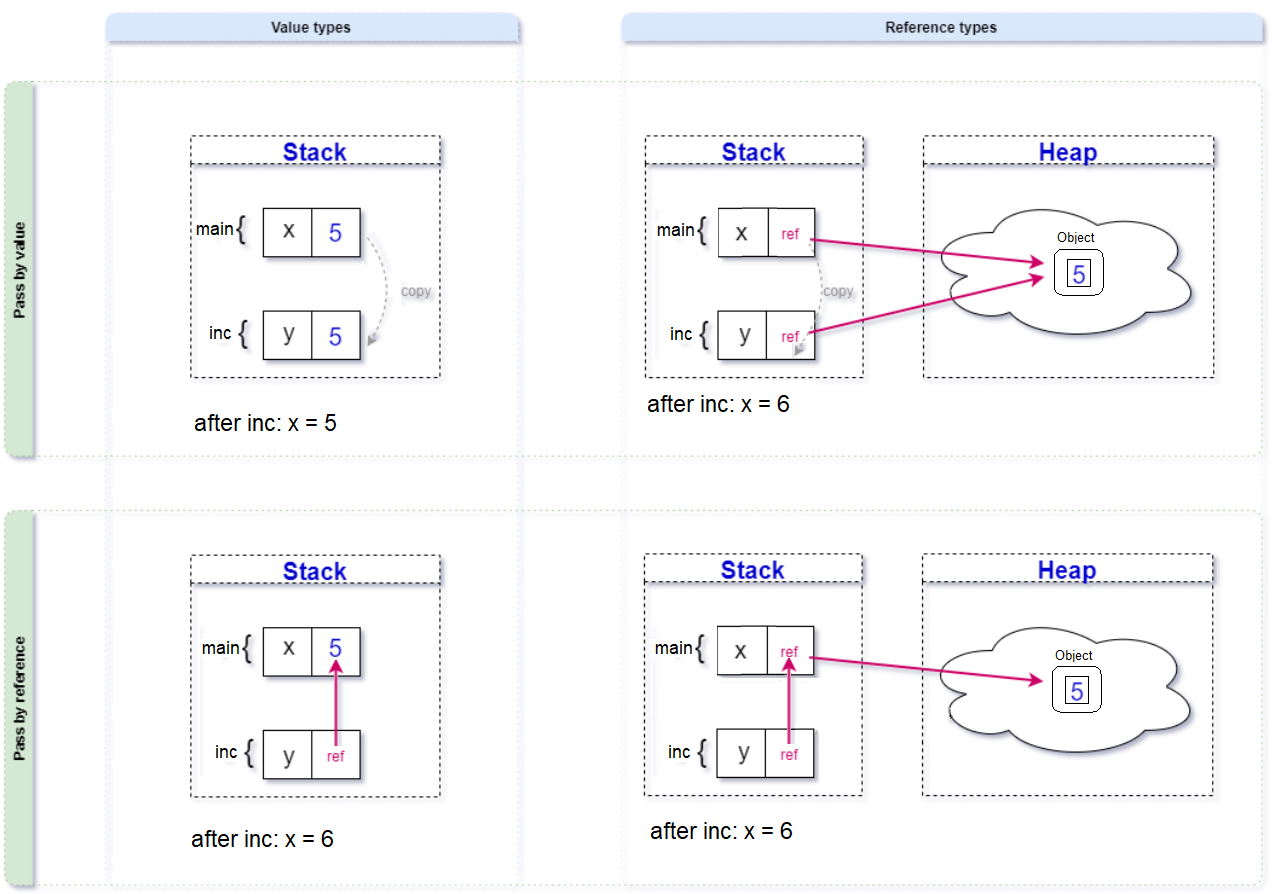 Value types
Reference types
Pass by value
Stack
main{ x 5
copy
inc { y 5
after inc: x = 5
Stack
main{ x ref
copy
inc { y ref
after inc: x = 6
Heap
Object
5
Pass by reference
Stack
main{ x 5
inc { y ref
after inc: x = 6
Stack
main{ x ref
inc { y ref
after inc: x = 6
Heap
Object
5